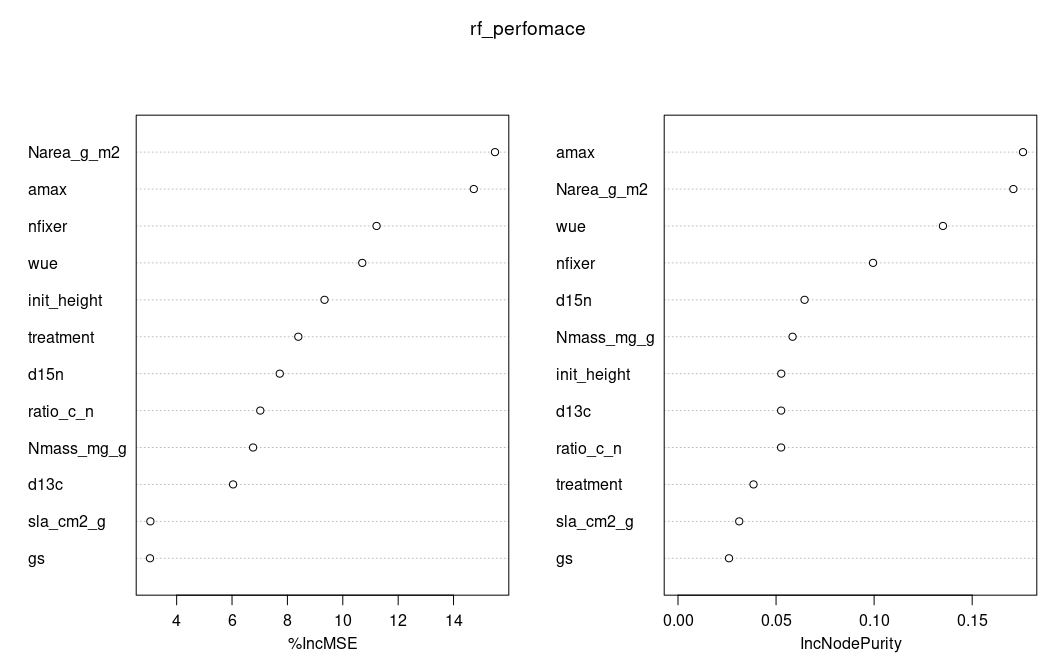 rf_perfomace
Narea_g_m2
amax
nfixer
wue
init_height
treatment
d15n
ratio_c_n
Nmass_mg_g
d13c
sla_cm2_g
gs
4 6 8 10 12 14
%IncMSE
amax
Narea_g_m2
wue
nfixer
d15n
Nmass_mg_g
init_height
d13c
ratio_c_n
treatment
sla_cm2_g
gs
0.00 0.05 0.10 0.15
IncNodePurity